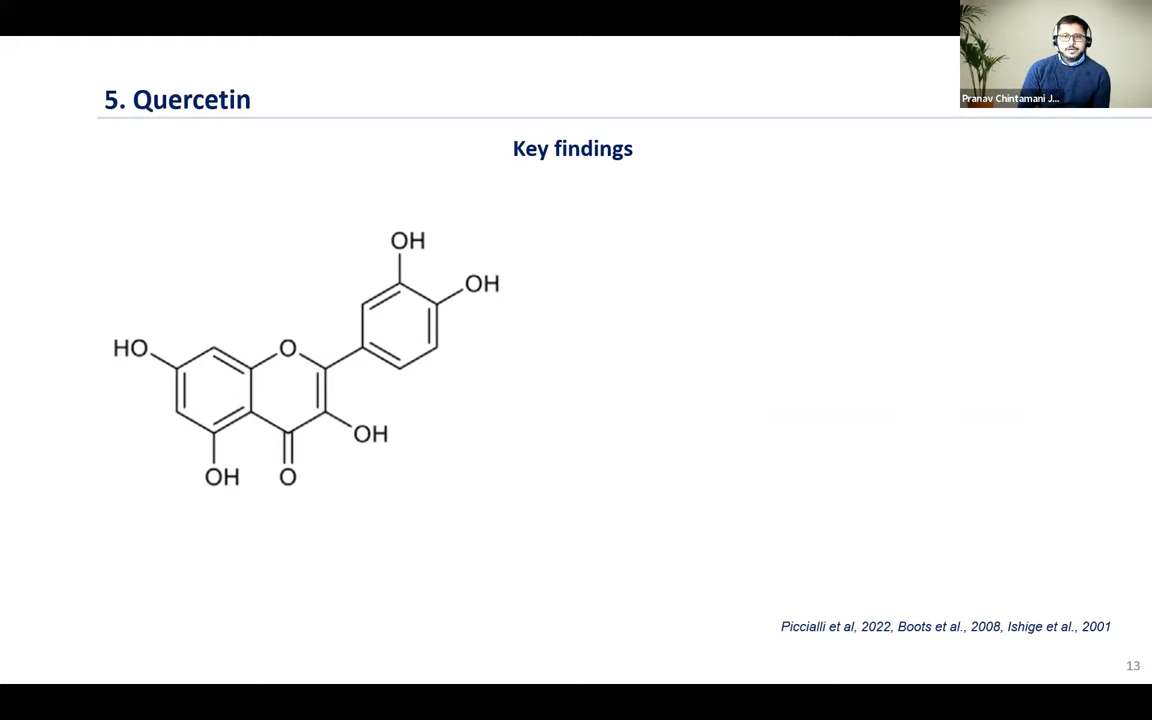 Pranav Chintamani J...
5. Quercetin
Key findings
OH
OH
HO
O
OH
OH
O
Piccialli et al, 2022, Boots et al., 2008, Ishige et al., 2001
13